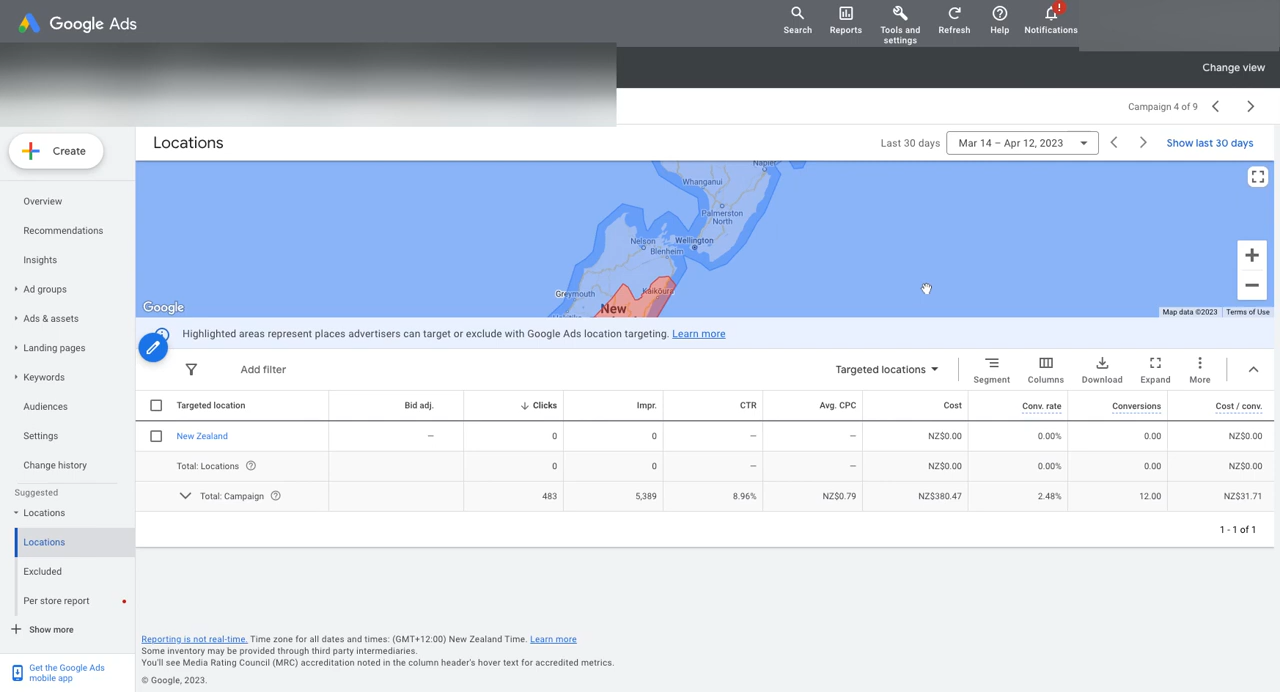 Google Ads
Search
Reports
Tools and
settings
Refresh
Help
!
Notifications
Change view
Campaign 4 of 9
Create
Locations
Last 30 days
Mar 14 – Apr 12, 2023
Show last 30 days
Overview
Recommendations
Insights
Ad groups
Ads & assets
Landing pages
Keywords
Audiences
Settings
Change history
Suggested
Locations
Locations
Excluded
Per store report
Show more
Get the Google Ads
mobile app
Napier
Whanganui
Palmerston
North
Nelson
Wellington
Blenheim
Greymouth
Kaikōura
New
Google
Map data ©2023
Terms of Use
Highlighted areas represent places advertisers can target or exclude with Google Ads location targeting. Learn more
Add filter
Targeted locations
Segment
Columns
Download
Expand
More
Targeted location Bid adj. Clicks Impr. CTR Avg. CPC Cost Conv. rate Conversions Cost / conv.
New Zealand — 0 0 — — NZ$0.00 0.00% 0.00 NZ$0.00
Total: Locations 0 0 — — NZ$0.00 0.00% 0.00 NZ$0.00
Total: Campaign 483 5,389 8.96% NZ$0.79 NZ$380.47 2.48% 12.00 NZ$31.71
1 - 1 of 1
Reporting is not real-time. Time zone for all dates and times: (GMT+12:00) New Zealand Time. Learn more
Some inventory may be provided through third party intermediaries.
You'll see Media Rating Council (MRC) accreditation noted in the column header's hover text for accredited metrics.
© Google, 2023.